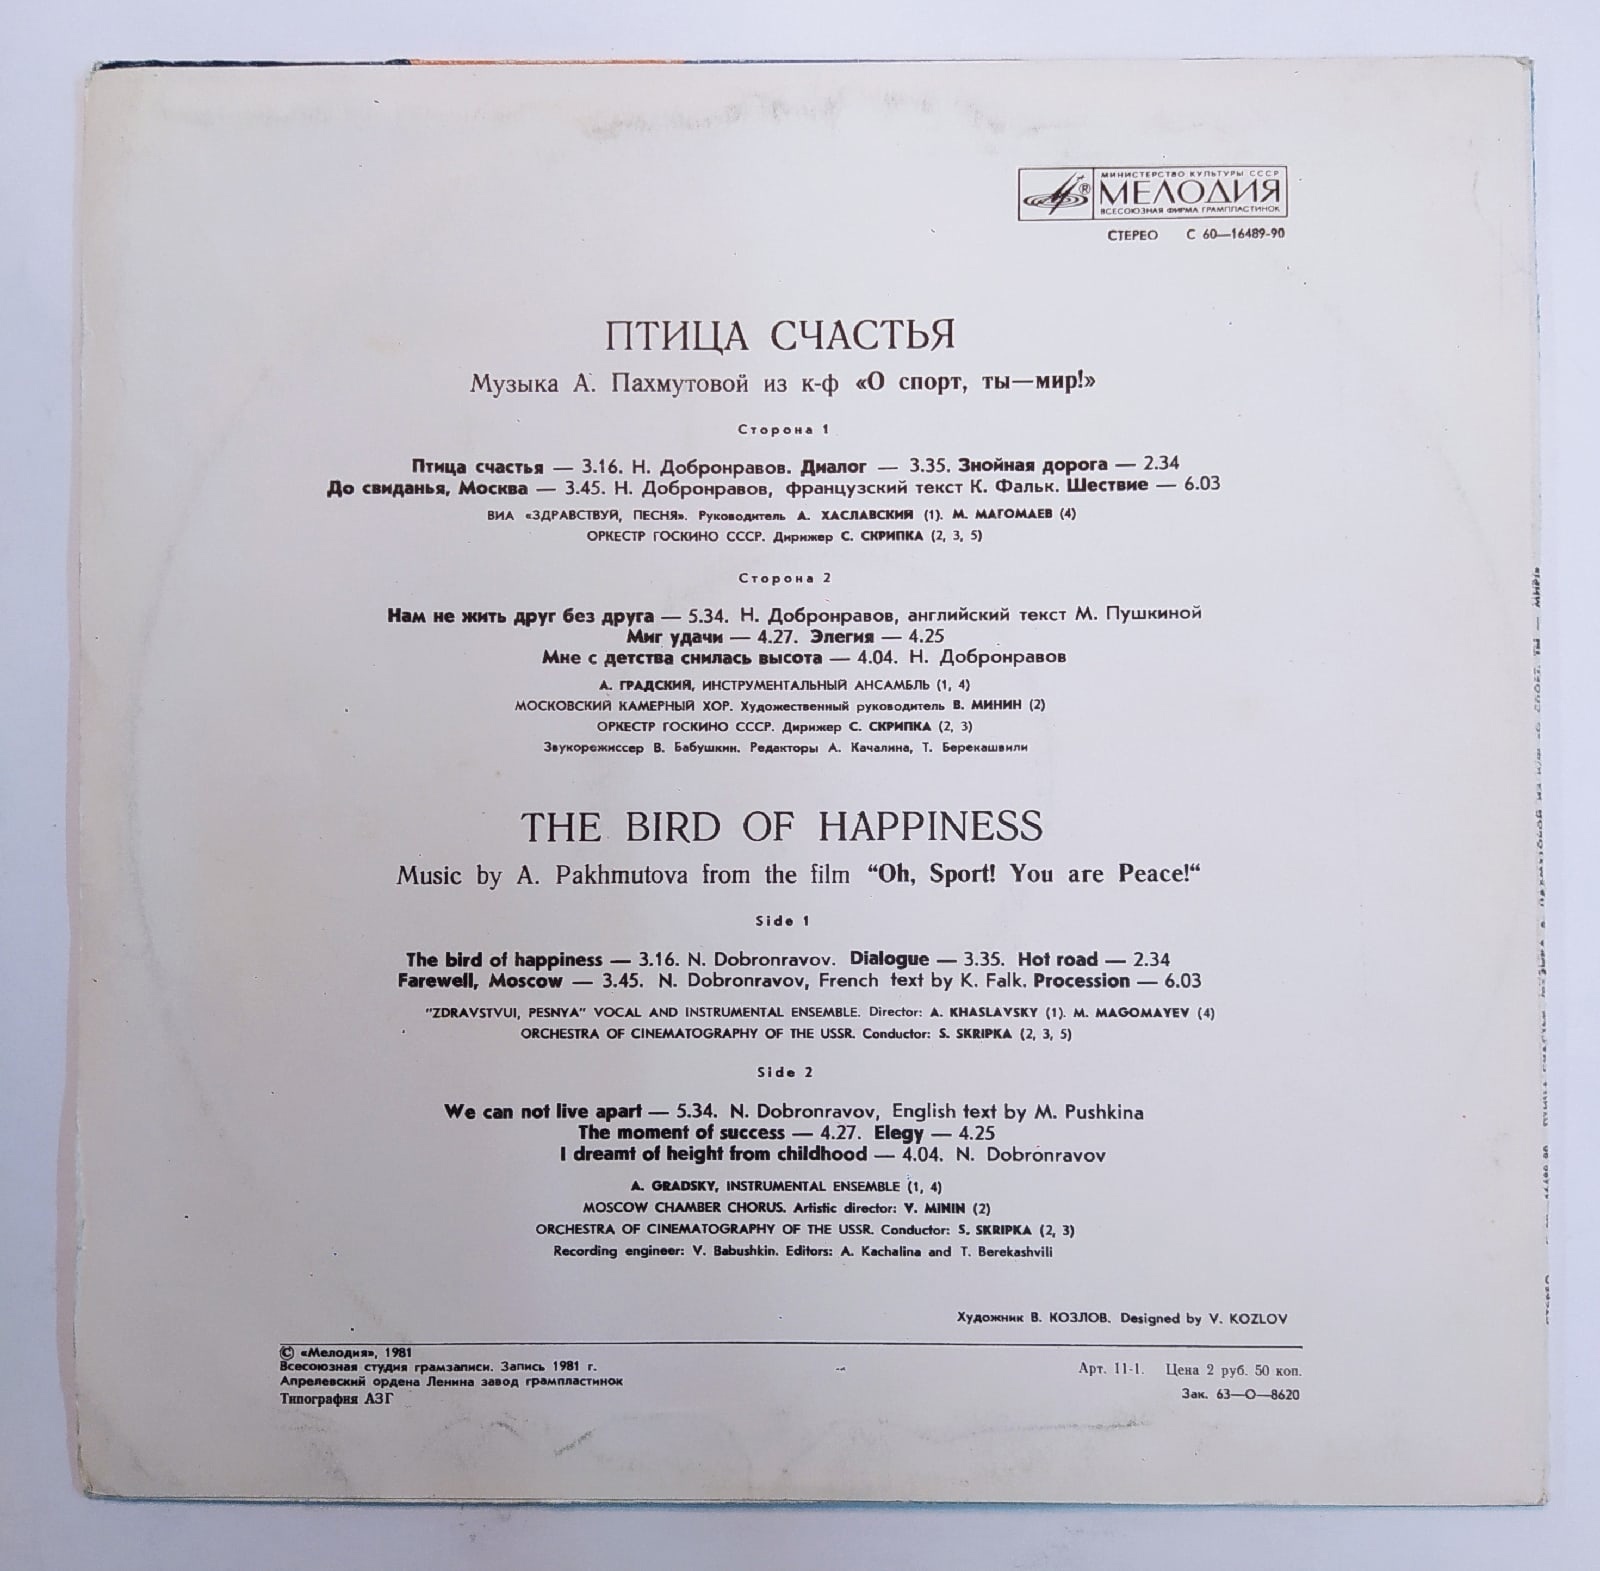 МИНИСТЕРСТВО КУЛЬТУРЫ СССР
МЕЛОДИЯ
ВСЕСОЮЗНАЯ ФИРМА ГРАМПЛАСТИНОК
СТЕРЕО С 60—16489-90
ПТИЦА СЧАСТЬЯ
Музыка А. Пахмутовой из к-ф «О спорт, ты—мир!»
Сторона 1
Птица счастья — 3.16. Н. Добронравов. Диалог — 3.35. Знойная дорога — 2.34
До свиданья, Москва — 3.45. Н. Добронравов, французский текст К. Фальк. Шествие — 6.03
ВИА «ЗДРАВСТВУЙ, ПЕСНЯ». Руководитель А. ХАСЛАВСКИЙ (1). М. МАГОМАЕВ (4)
ОРКЕСТР ГОСКИНО СССР. Дирижер С. СКРИПКА (2, 3, 5)
Сторона 2
Нам не жить друг без друга — 5.34. Н. Добронравов, английский текст М. Пушкиной
Миг удачи — 4.27. Элегия — 4.25
Мне с детства снилась высота — 4.04. Н. Добронравов
А. ГРАДСКИЙ, ИНСТРУМЕНТАЛЬНЫЙ АНСАМБЛЬ (1, 4)
МОСКОВСКИЙ КАМЕРНЫЙ ХОР. Художественный руководитель В. МИНИН (2)
ОРКЕСТР ГОСКИНО СССР. Дирижер С. СКРИПКА (2, 3)
Звукорежиссер В. Бабушкин. Редакторы А. Качалина, Т. Берекашвили
THE BIRD OF HAPPINESS
Music by A. Pakhmutova from the film “Oh, Sport! You are Peace!“
Side 1
The bird of happiness — 3.16. N. Dobronravov. Dialogue — 3.35. Hot road — 2.34
Farewell, Moscow — 3.45. N. Dobronravov, French text by K. Falk. Procession — 6.03
"ZDRAVSTVUI, PESNYA" VOCAL AND INSTRUMENTAL ENSEMBLE. Director: A. KHASLAVSKY (1). M. MAGOMAYEV (4)
ORCHESTRA OF CINEMATOGRAPHY OF THE USSR. Conductor: S. SKRIPKA (2, 3, 5)
Side 2
We can not live apart — 5.34. N. Dobronravov, English text by M. Pushkina
The moment of success — 4.27. Elegy — 4.25
I dreamt of height from childhood — 4.04. N. Dobronravov
A. GRADSKY, INSTRUMENTAL ENSEMBLE (1, 4)
MOSCOW CHAMBER CHORUS. Artistic director: V. MININ (2)
ORCHESTRA OF CINEMATOGRAPHY OF THE USSR. Conductor: S. SKRIPKA (2, 3)
Recording engineer: V. Babushkin. Editors: A. Kachalina and T. Berekashvili
Художник В. КОЗЛОВ. Designed by V. KOZLOV
© «Мелодия», 1981
Всесоюзная студия грамзаписи. Запись 1981 г.
Апрелевский ордена Ленина завод грампластинок
Типография АЗГ
Арт. 11-1. Цена 2 руб. 50 коп.
Зак. 63—О—8620